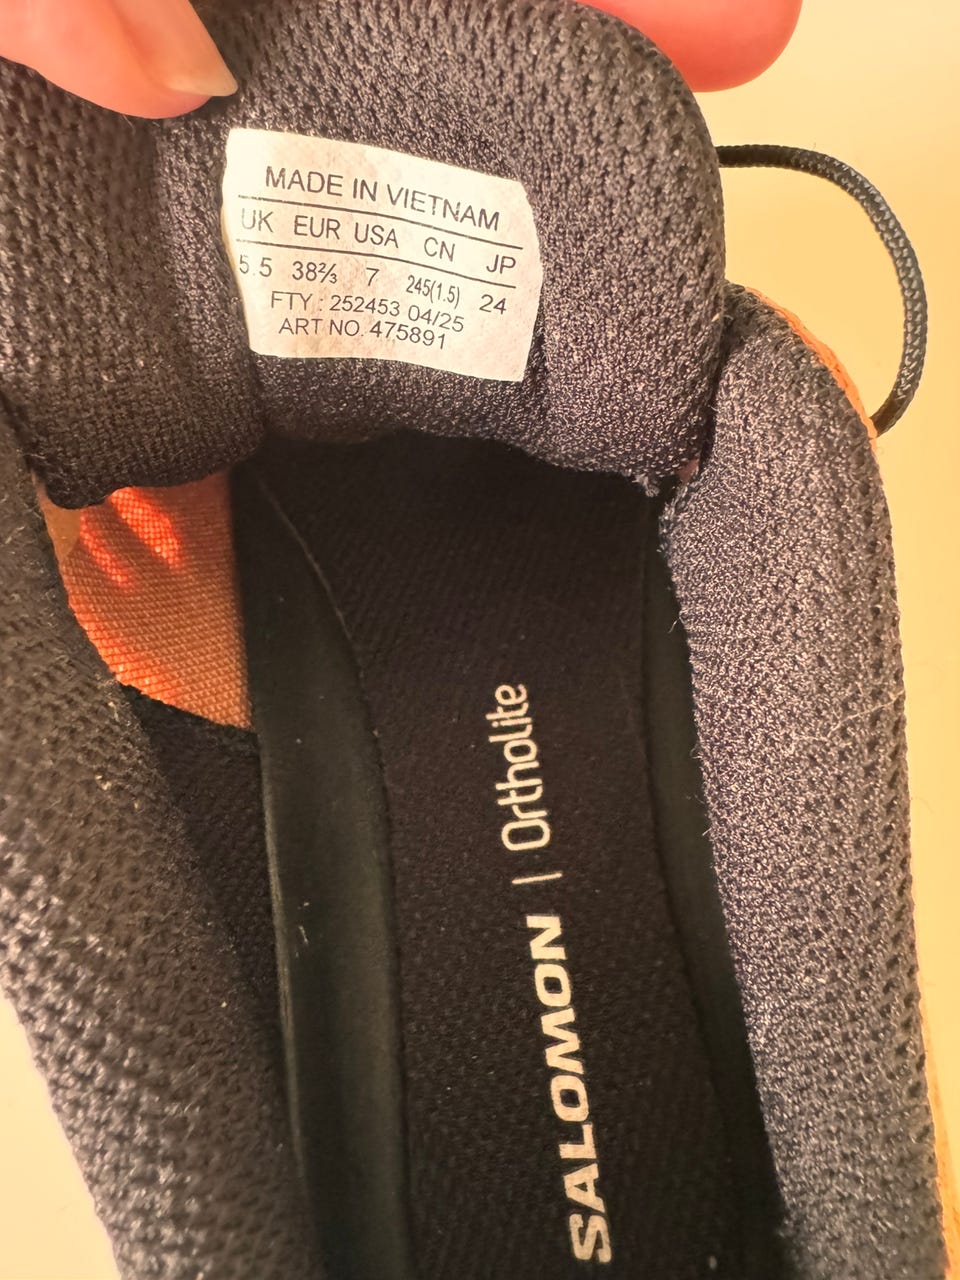 MADE IN VIETNAM
UK EUR USA CN JP
5.5 38⅔ 7 245(1.5) 24
FTY : 252453 04/25
ART NO. 475891
SALOMON | Ortholite